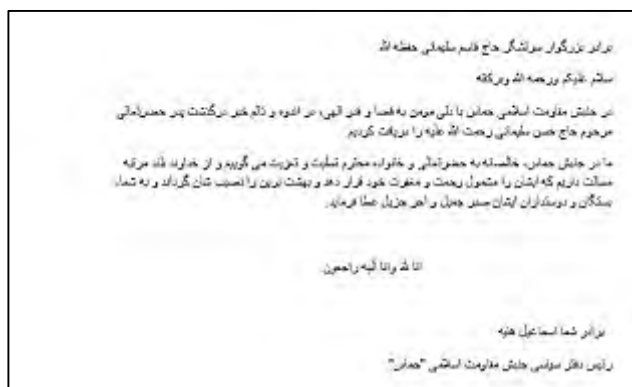 برادر بزرگوار سرلشگر حاج قاسم سلیمانی حفظه الله
سلام علیکم ورحمه الله وبرکاته
در جنبش مقاومت اسلامی حماس با دلی مومن به قضا و قدر الهی، در اندوه و تالم خبر درگذشت پدر حضرتعالی
مرحوم حاج حسن سلیمانی رحمت الله علیه را دریافت کردیم
ما در جنبش حماس، خالصانه به حضرتعالی و خانواده محترم تسلیت و تعزیت می گوییم و از خداوند بلند مرتبه
مسالت داریم که ایشان را مشمول رحمت و مغفرت خود قرار دهد و بهشت برین را نصیب شان گرداند و به شما،
بستگان و دوستداران ایشان صبر جمیل و اجر جزیل عطا فرماید.
انا لله وانا الیه راجعون
برادر شما اسماعیل هنیه
رئیس دفتر سیاسی جنبش مقاومت اسلامی "حماس"